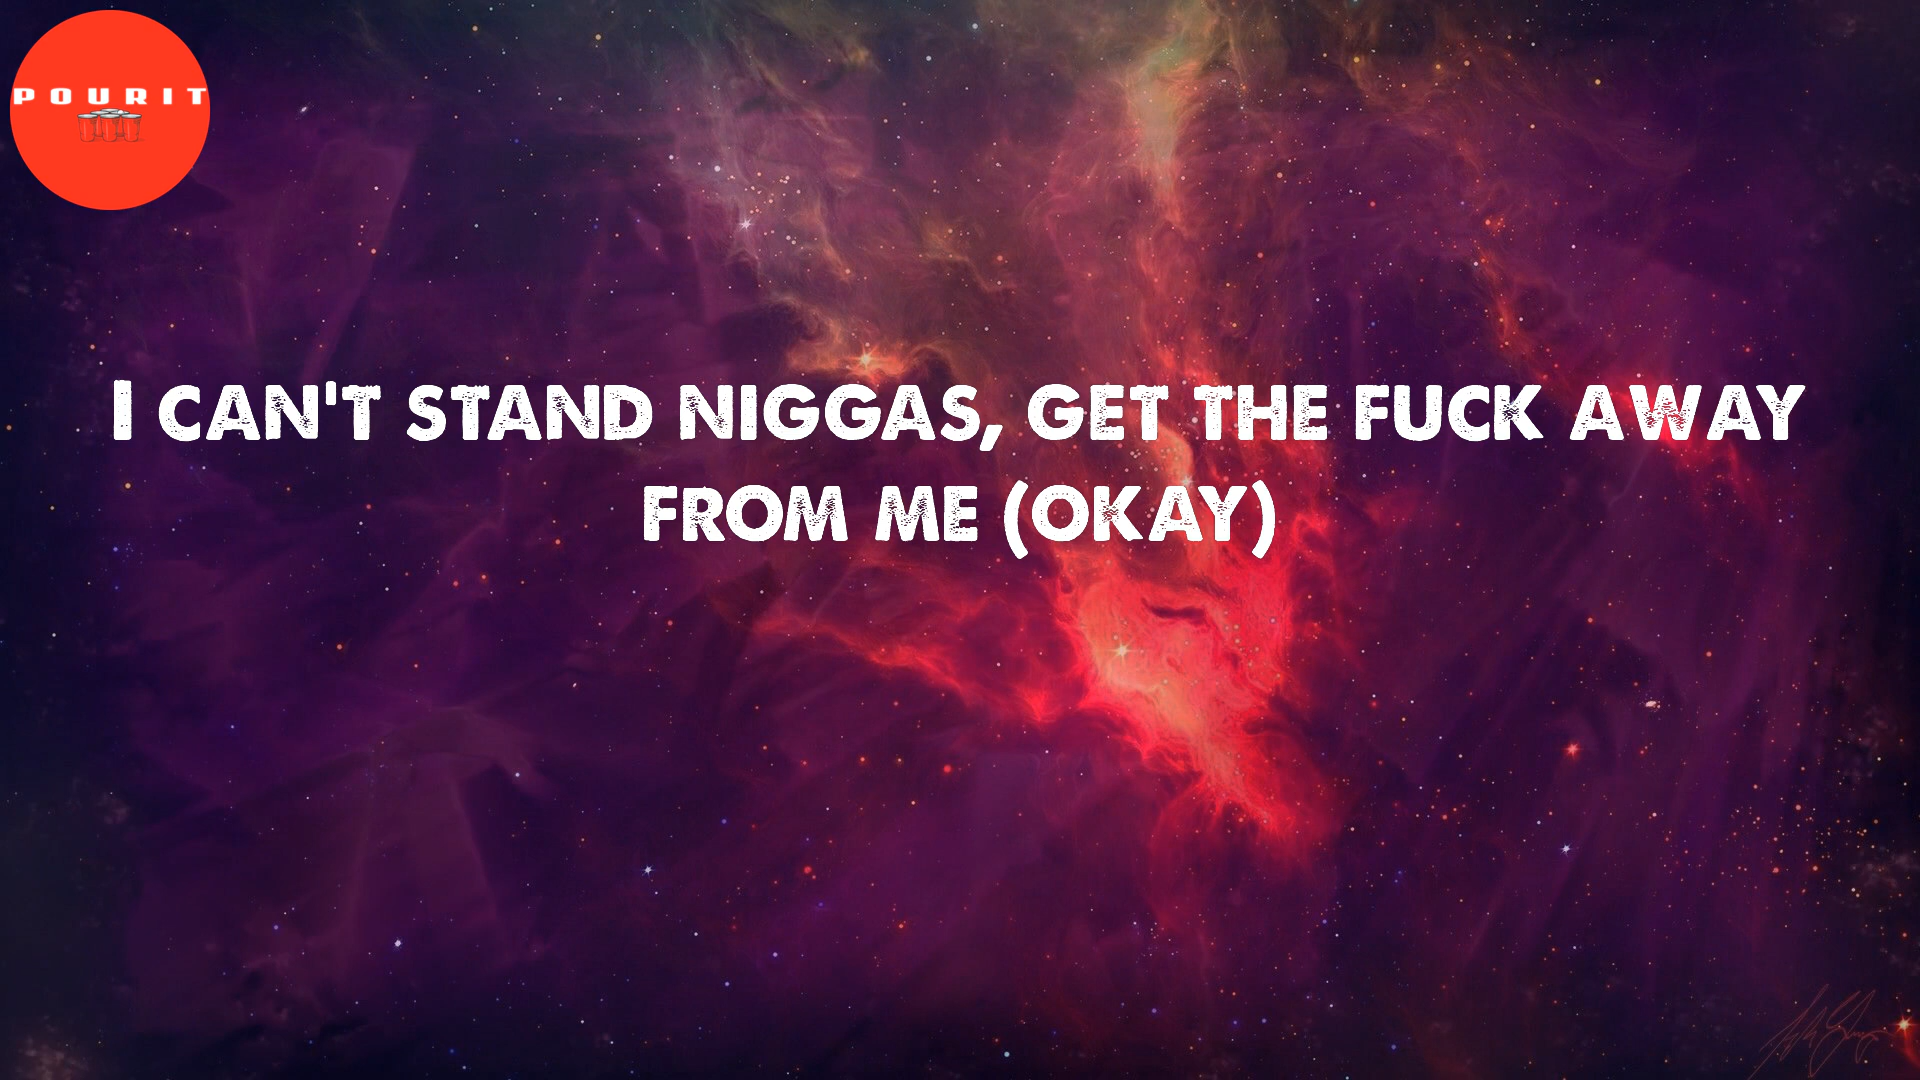 POURIT
I CAN'T STAND NIGGAS, GET THE FUCK AWAY
FROM ME (OKAY)